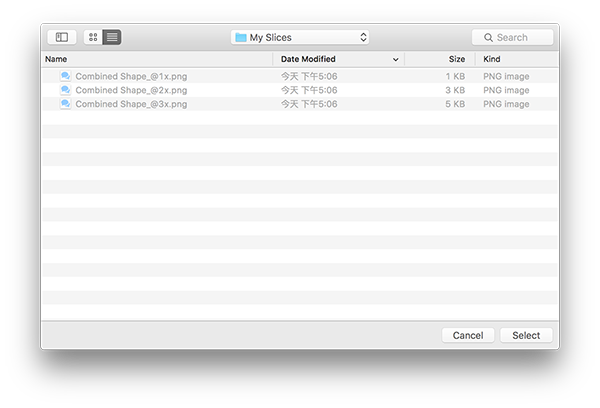 My Slices
Search
Name Date Modified Size Kind
Combined Shape_@1x.png 今天 下午5:06 1 KB PNG image
Combined Shape_@2x.png 今天 下午5:06 3 KB PNG image
Combined Shape_@3x.png 今天 下午5:06 5 KB PNG image
Cancel Select